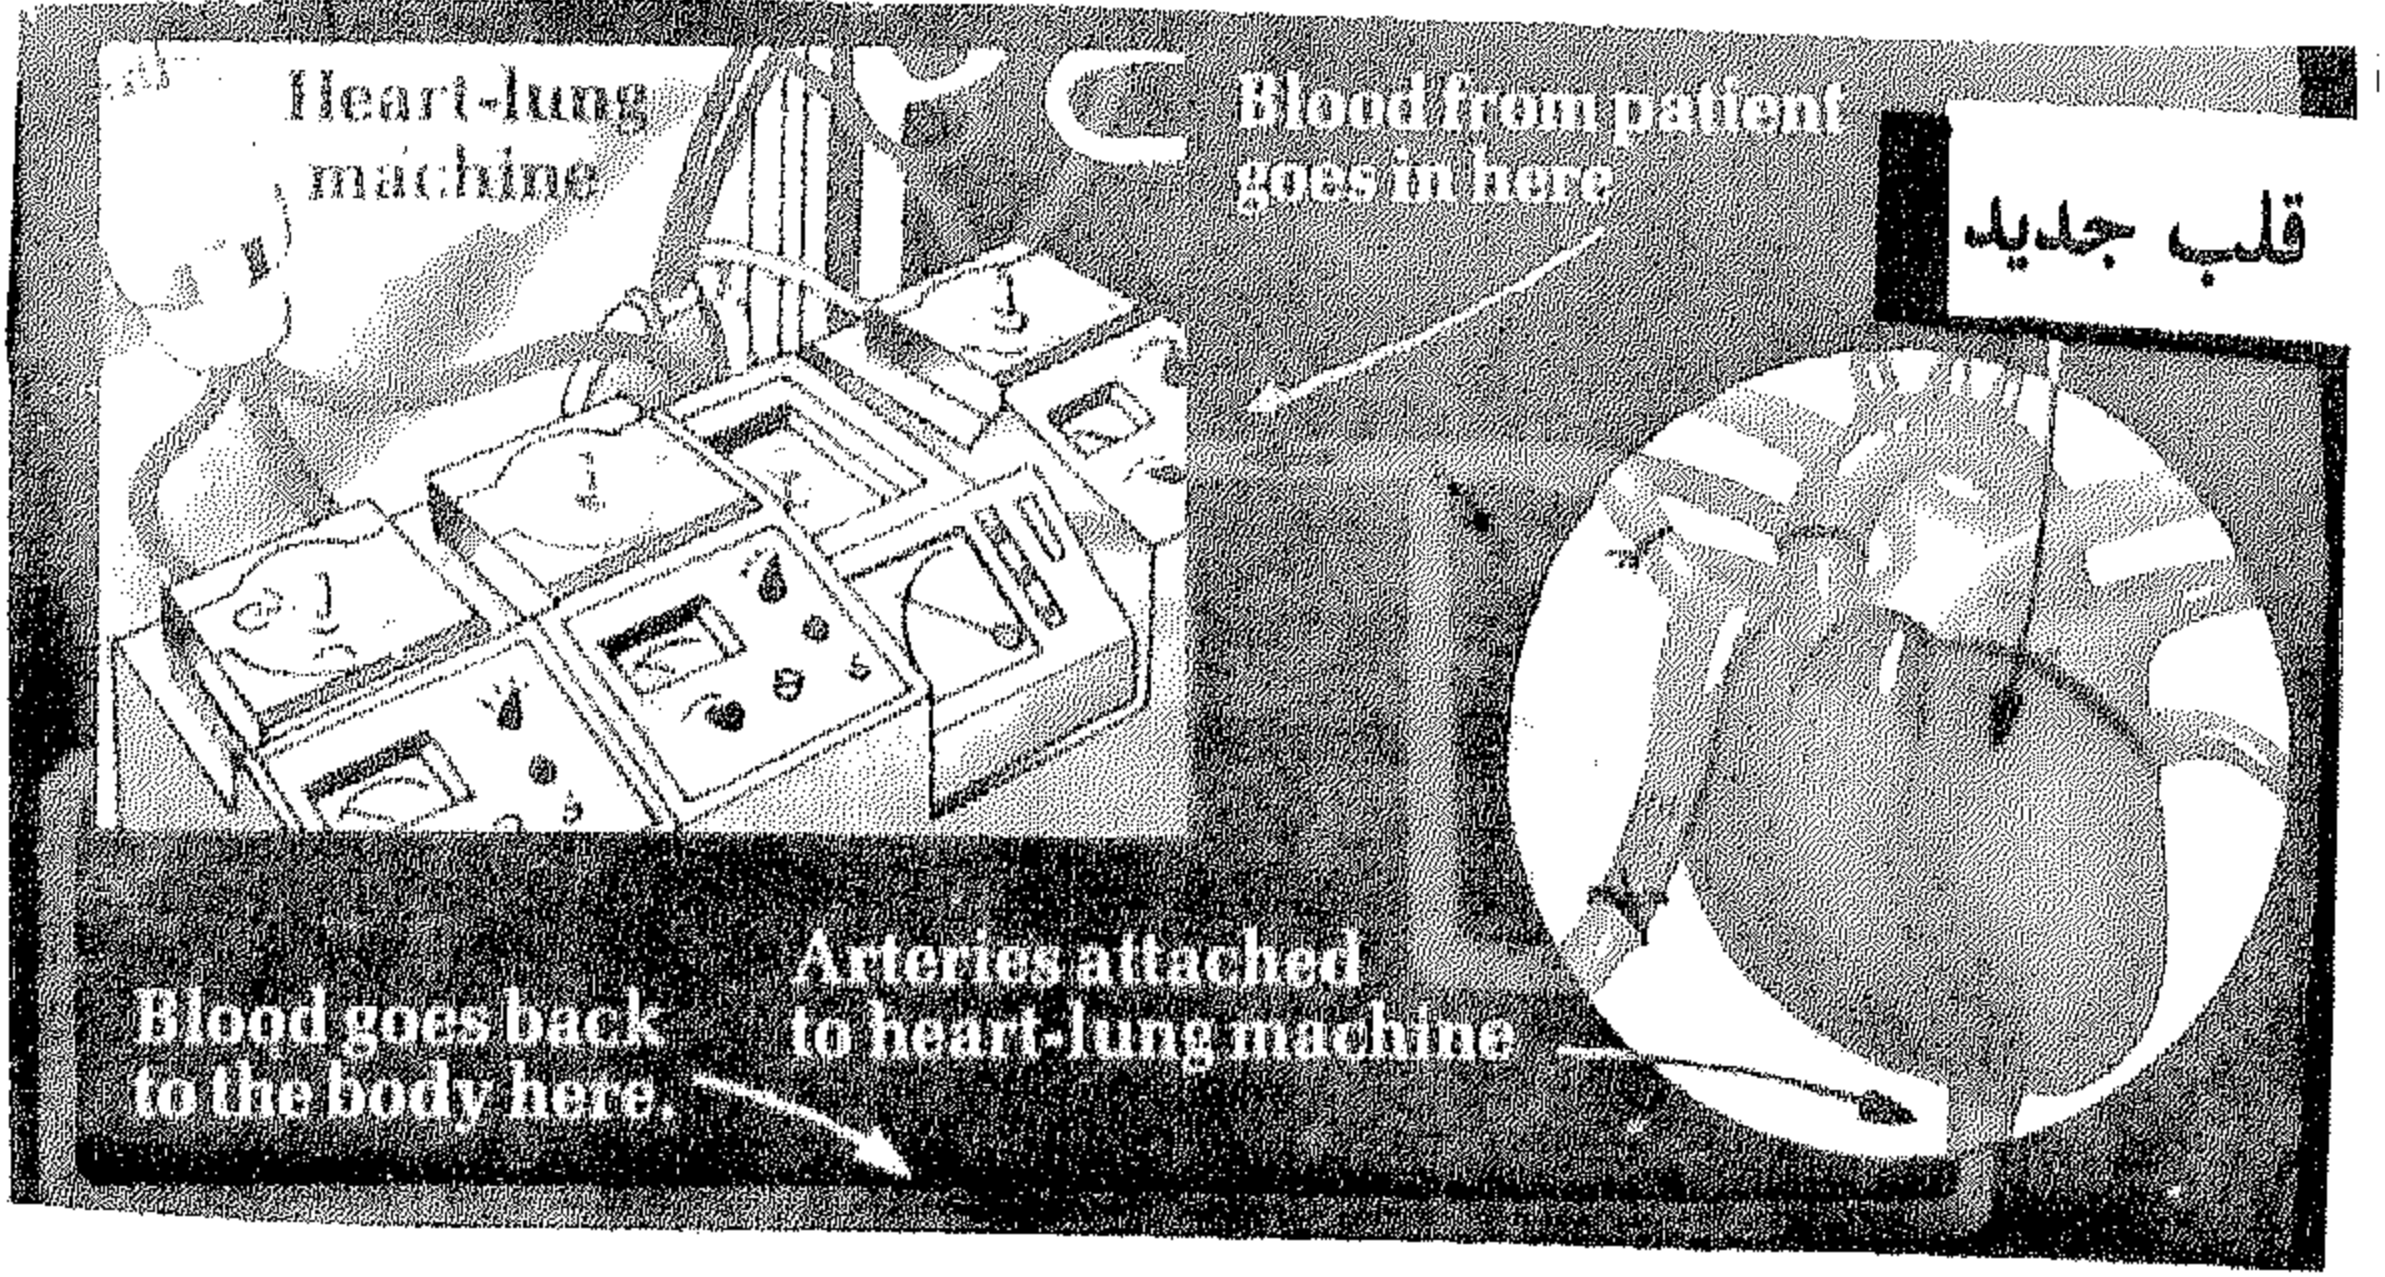 Heart-lung
machine
Blood from patient
goes in here
قلب جديد
Arteries attached
to heart-lung machine
Blood goes back
to the body here.